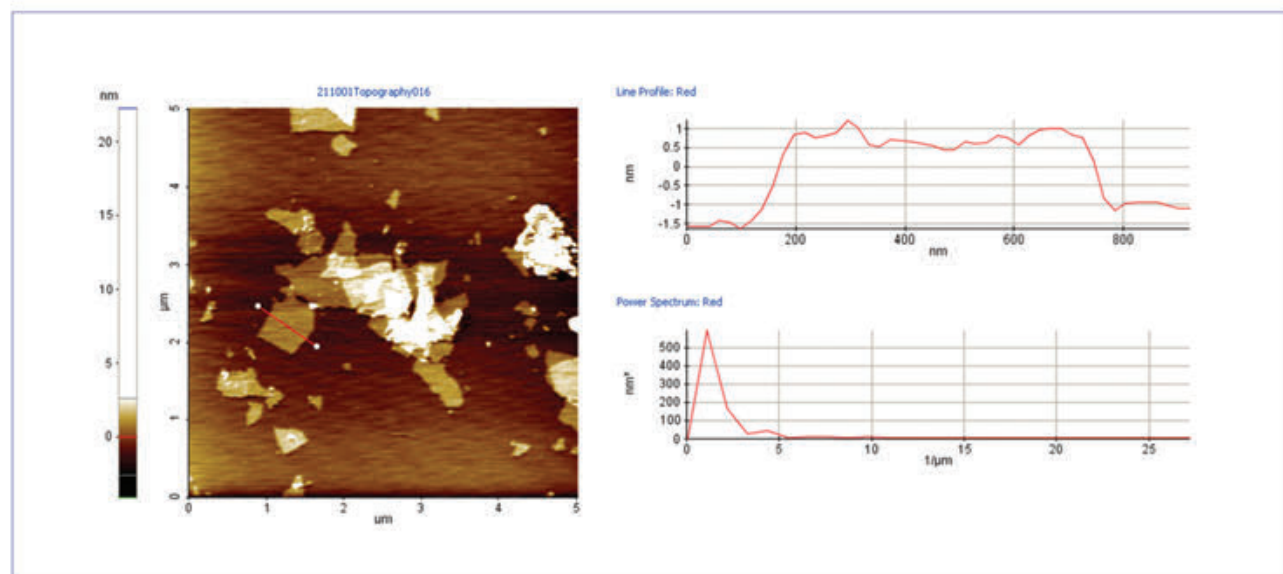 nm
20
15
10
5
0
211001Topography016
5
4
3
2
1
0
µm
0 1 2 3 4 5
um
Line Profile: Red
1
0.5
0
-0.5
-1
-1.5
nm
0 200 400 600 800
nm
Power Spectrum: Red
500
400
300
200
100
0
nm²
0 5 10 15 20 25
1/µm